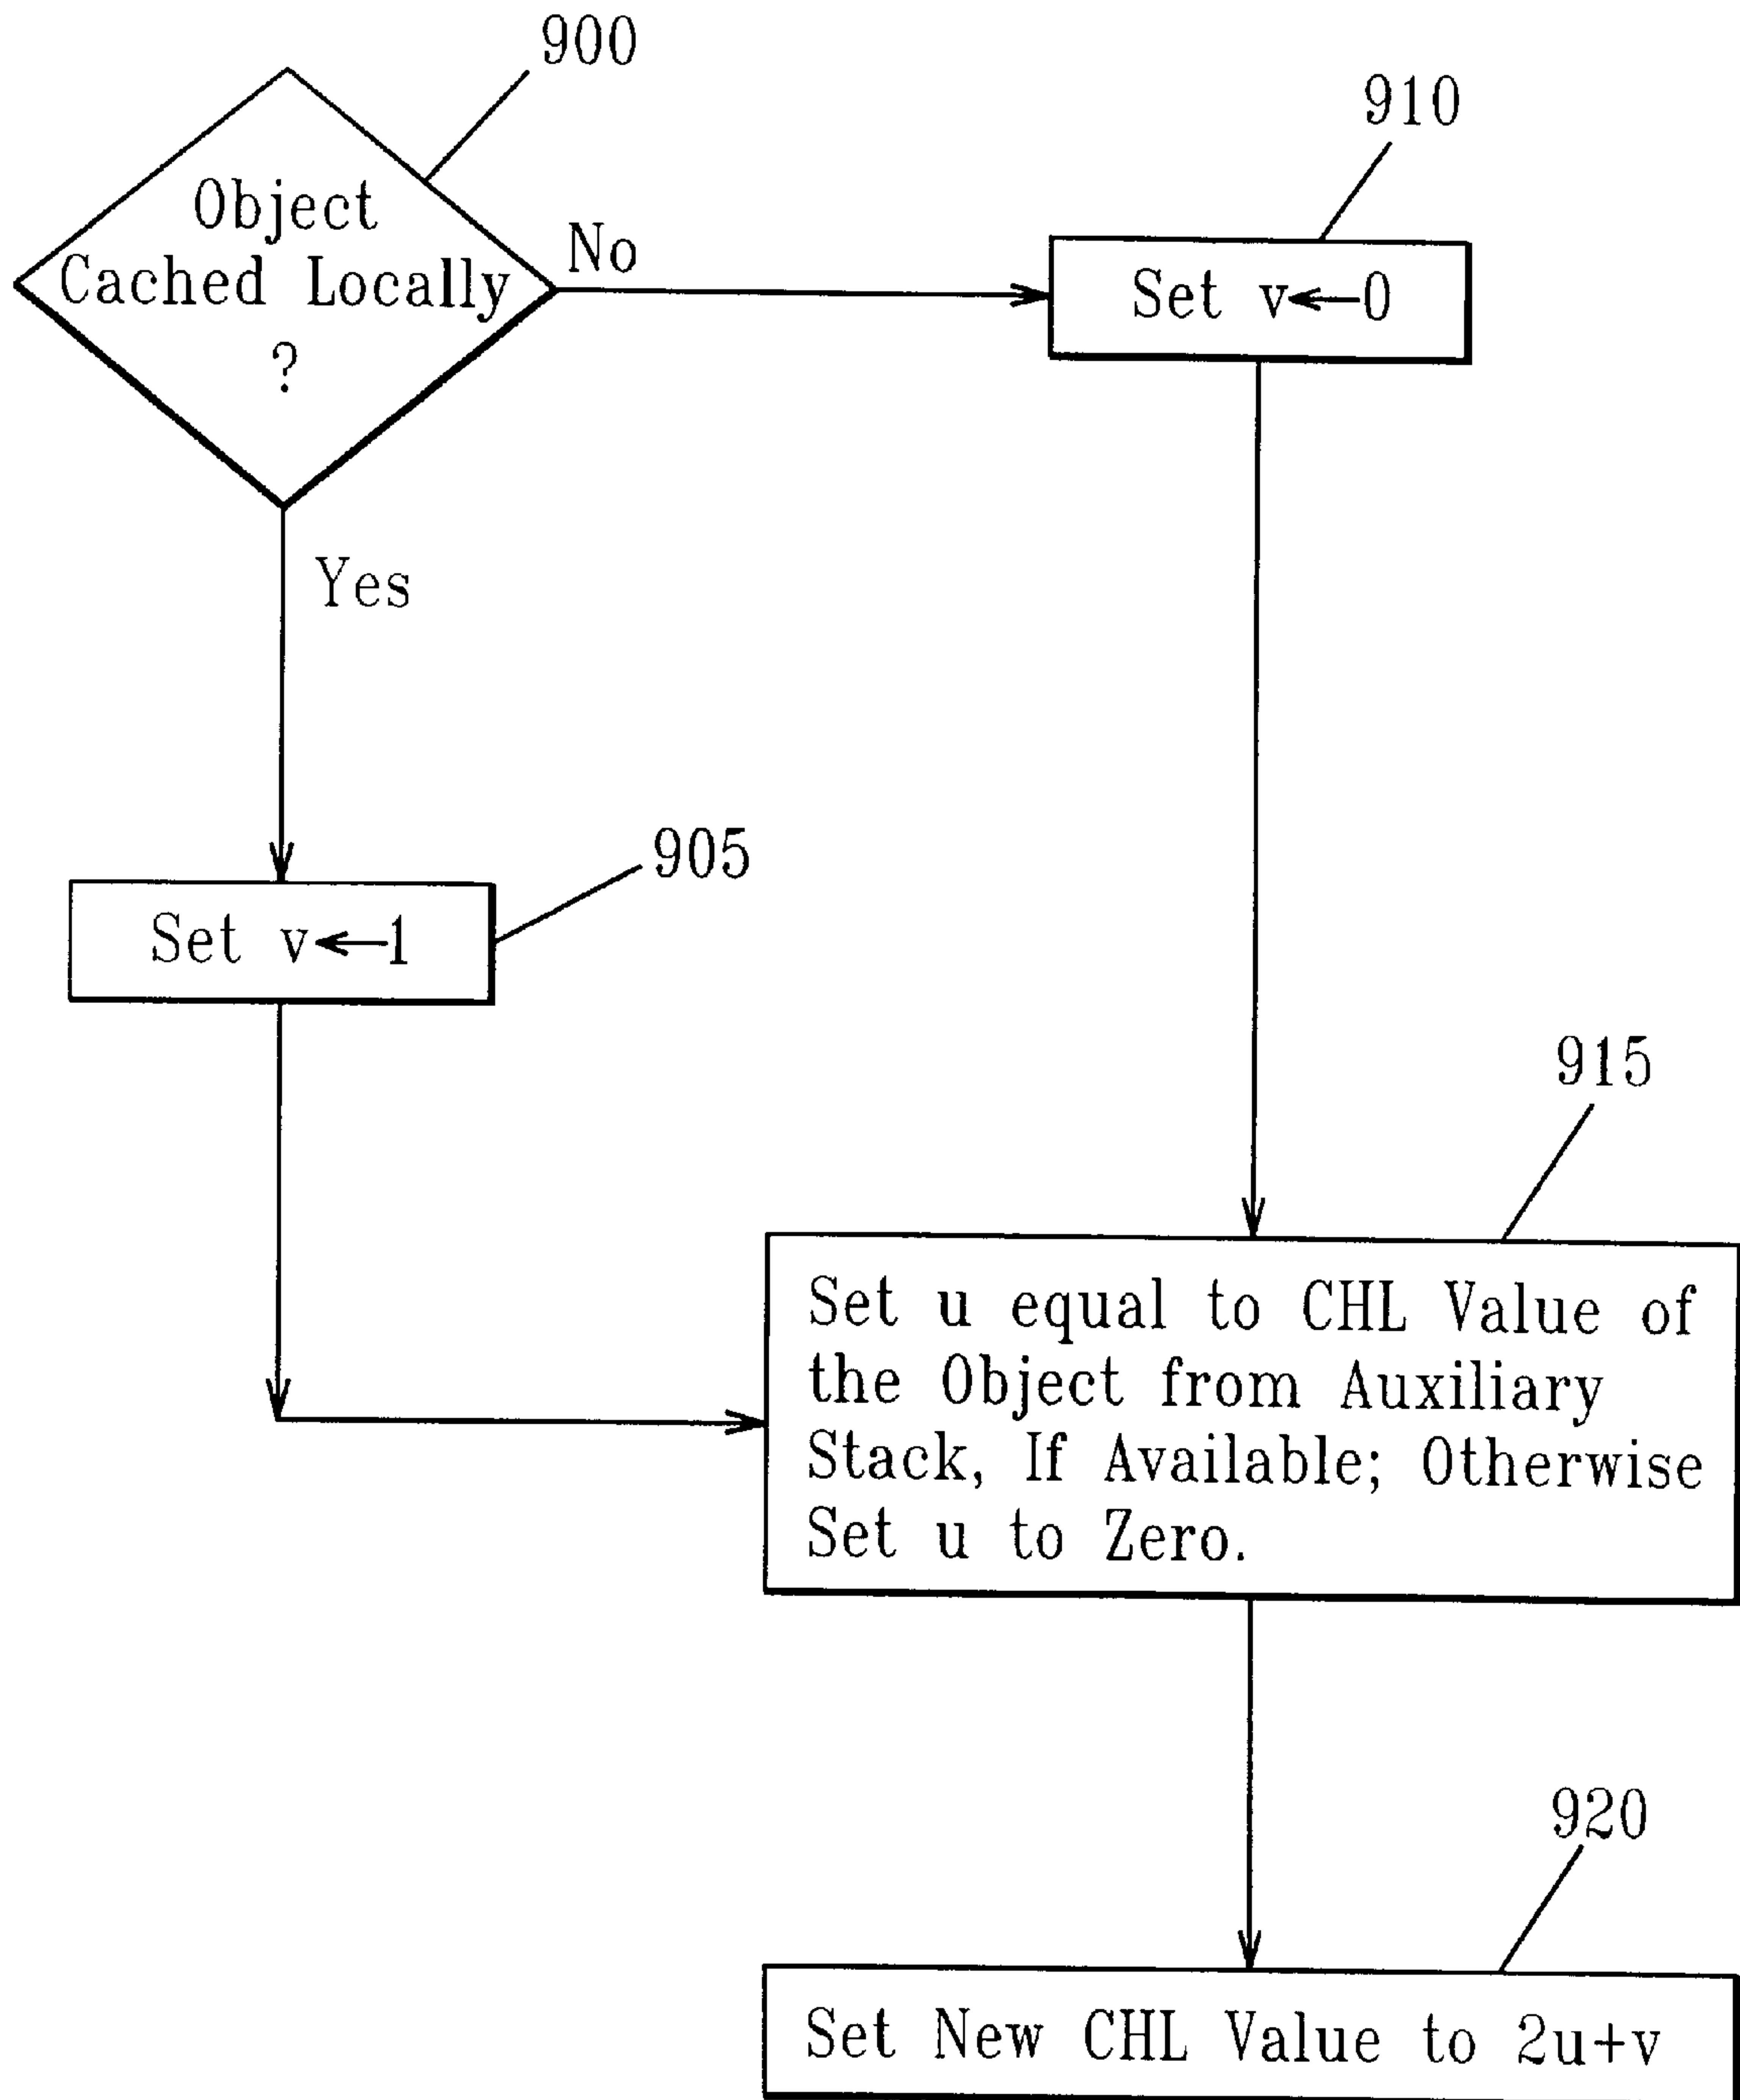 900
Object
Cached Locally
?
No
910
Set v←0
Yes
905
Set v←1
915
Set u equal to CHL Value of
the Object from Auxiliary
Stack, If Available; Otherwise
Set u to Zero.
920
Set New CHL Value to 2u+v